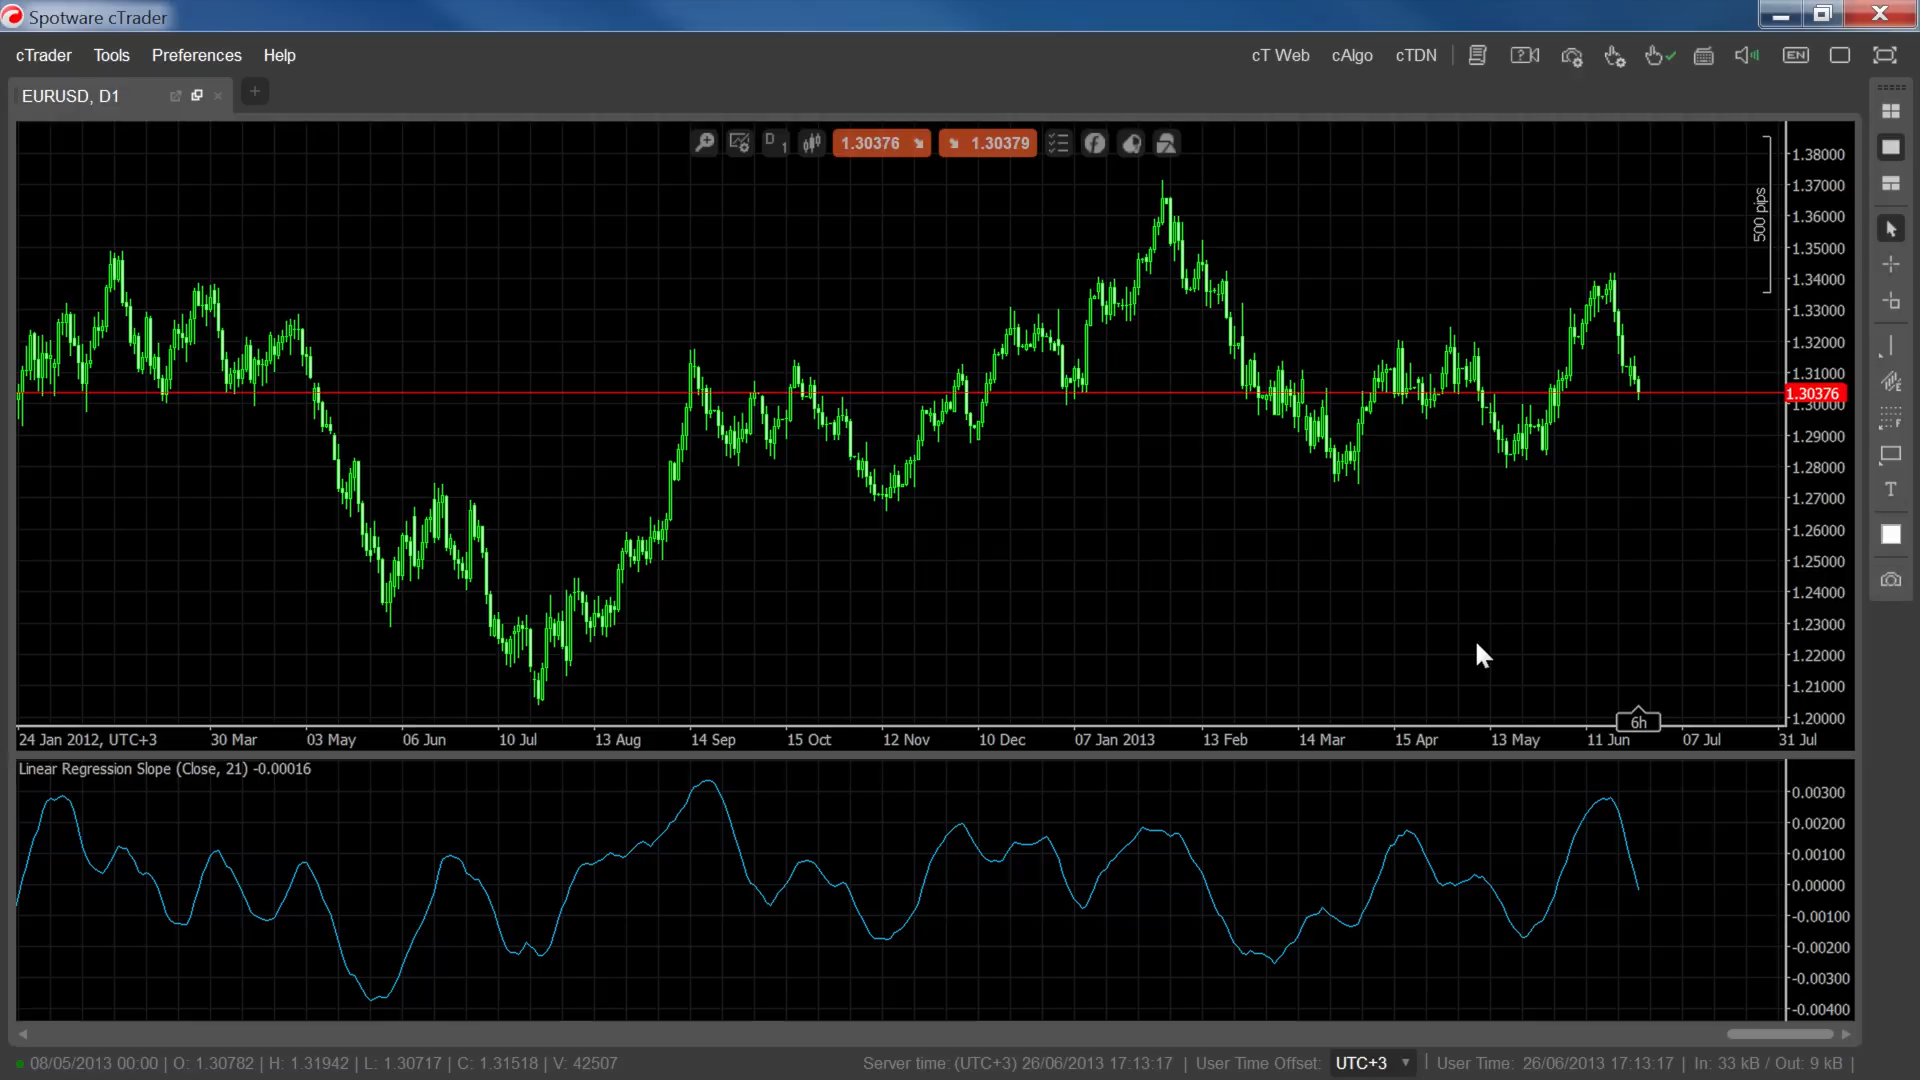 Spotware cTrader
cTrader Tools Preferences Help
cT Web cAlgo cTDN EN
EURUSD, D1
+
D 1 1.30376 1.30379
500 pips
1.38000
1.37000
1.36000
1.35000
1.34000
1.33000
1.32000
1.31000
1.30376
1.30000
1.29000
1.28000
1.27000
1.26000
1.25000
1.24000
1.23000
1.22000
1.21000
1.20000
E
F
T
6h
24 Jan 2012, UTC+3 30 Mar 03 May 06 Jun 10 Jul 13 Aug 14 Sep 15 Oct 12 Nov 10 Dec 07 Jan 2013 13 Feb 14 Mar 15 Apr 13 May 11 Jun 07 Jul 31 Jul
Linear Regression Slope (Close, 21) -0.00016
0.00300
0.00200
0.00100
0.00000
-0.00100
-0.00200
-0.00300
-0.00400
08/05/2013 00:00 | O: 1.30782 | H: 1.31942 | L: 1.30717 | C: 1.31518 | V: 42507
Server time: (UTC+3) 26/06/2013 17:13:17 | User Time Offset: UTC+3 | User Time: 26/06/2013 17:13:17 | In: 33 kB / Out: 9 kB |